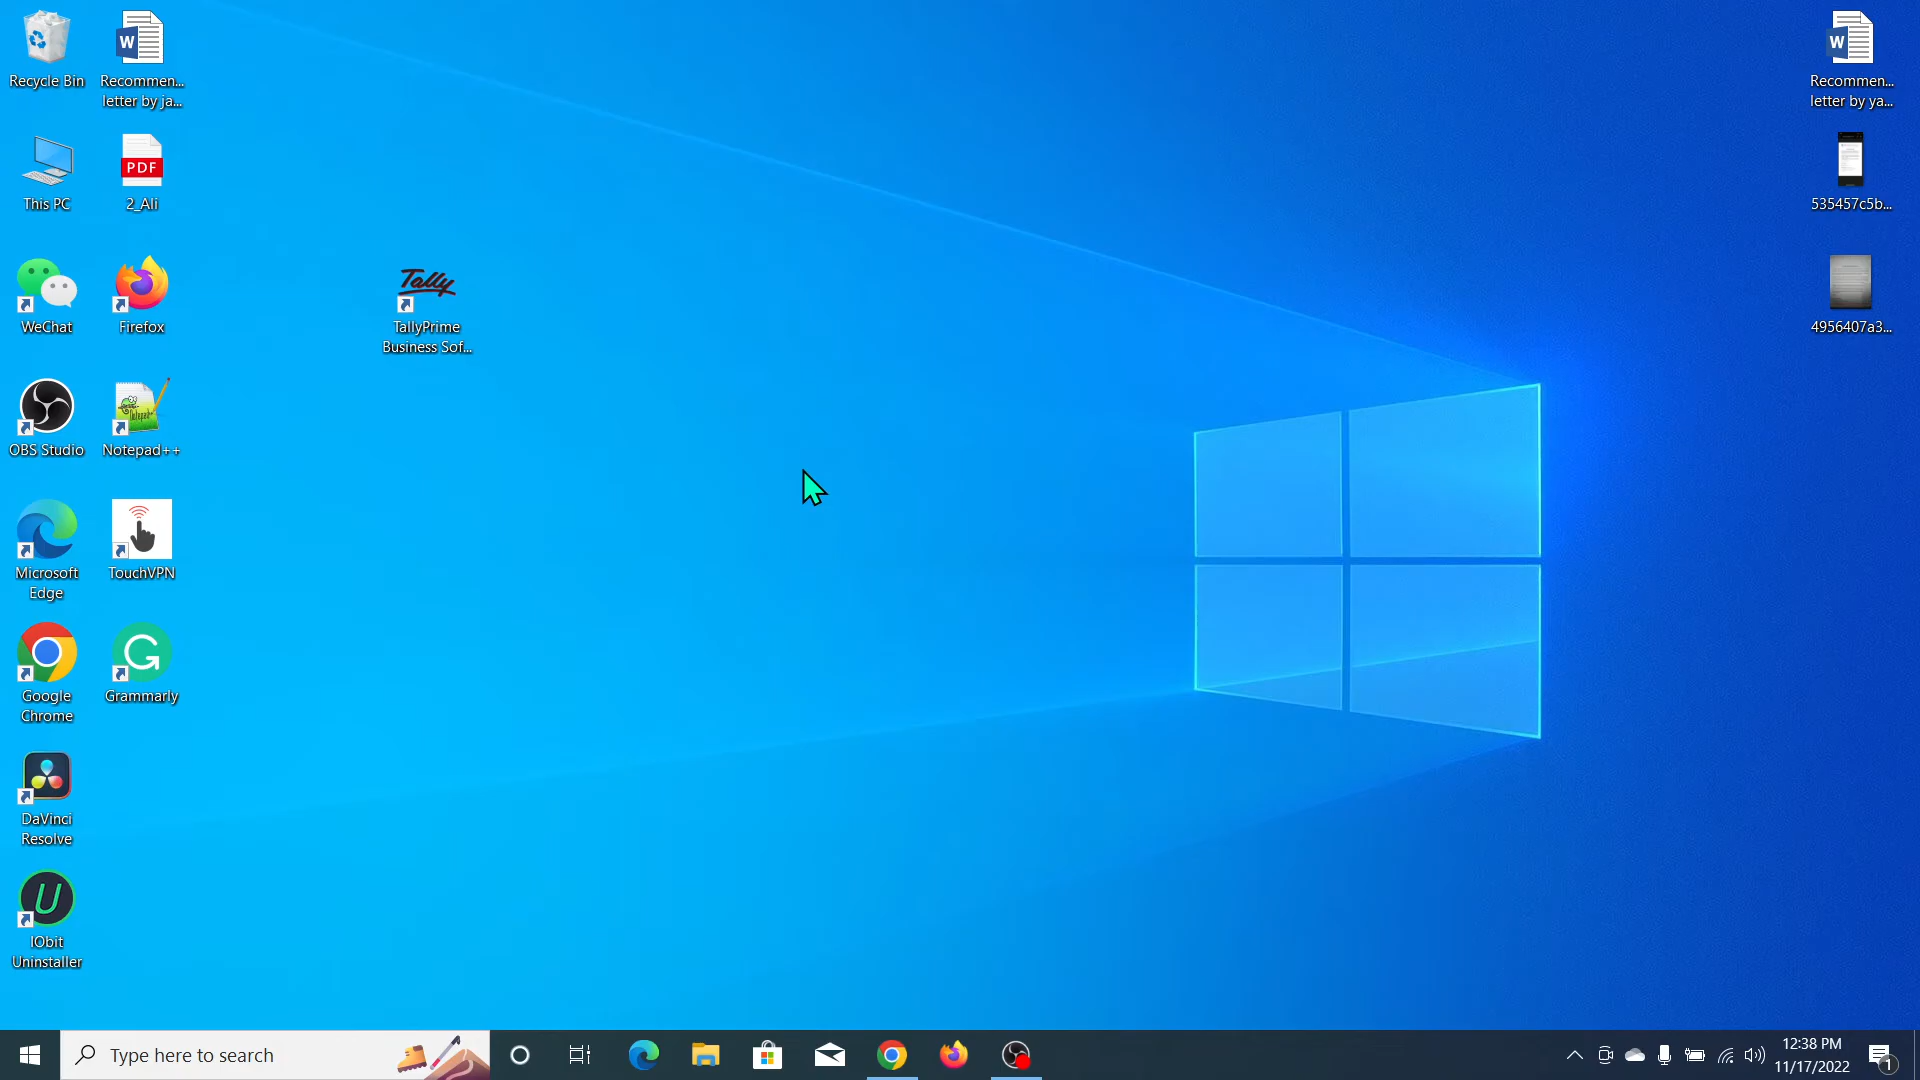 Recycle Bin
Recommen...
letter by ja...
This PC
PDF
2_Ali
WeChat
Firefox
Tally
TallyPrime
Business Sof...
OBS Studio
Notepad++
Microsoft
Edge
TouchVPN
Google
Chrome
Grammarly
DaVinci
Resolve
IObit
Uninstaller
W
Recommen...
letter by ya...
535457c5b...
4956407a3...
Type here to search
12:38 PM
11/17/2022
1